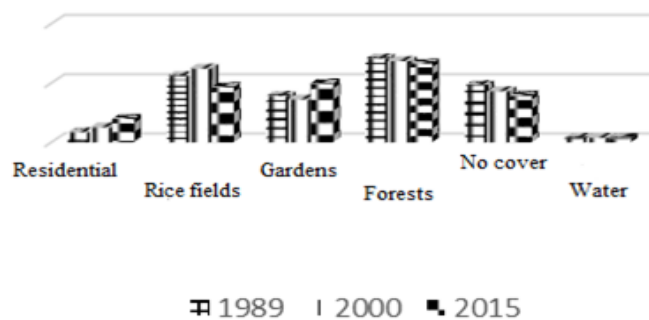 Residential
Rice fields
Gardens
Forests
No cover
Water
1989 2000 2015